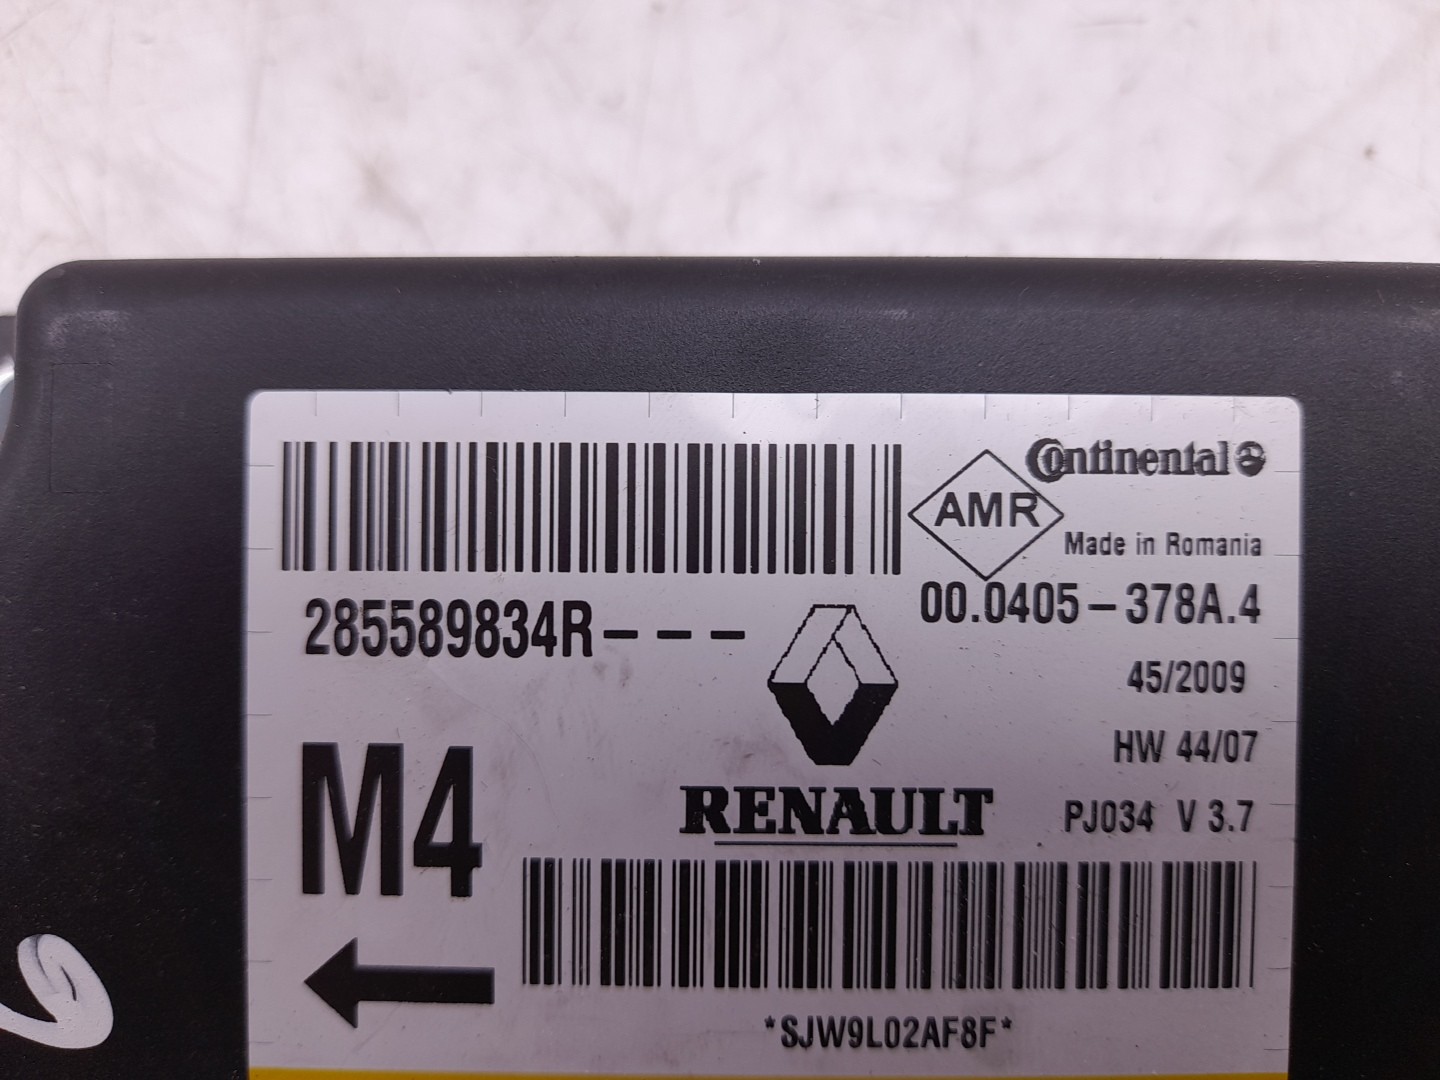 Continental
AMR
Made in Romania
285589834R---
00.0405-378A.4
45/2009
HW 44/07
M4
RENAULT
PJ034 V 3.7
*SJW9L02AF8F*